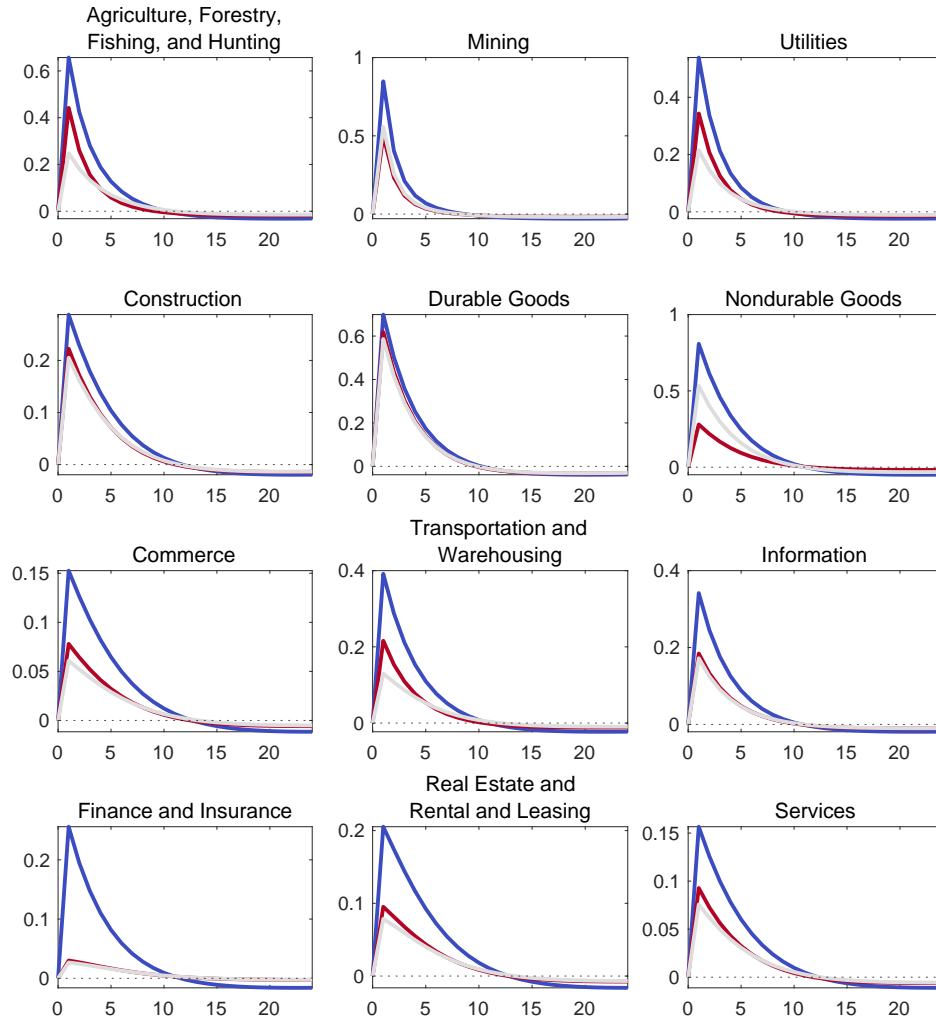 Agriculture, Forestry,
Fishing, and Hunting
0.6
0.4
0.2
0
0 5 10 15 20
Mining
1
0.5
0
0 5 10 15 20
Utilities
0.4
0.2
0
0 5 10 15 20
Construction
0.2
0.1
0
0 5 10 15 20
Durable Goods
0.6
0.4
0.2
0
0 5 10 15 20
Nondurable Goods
1
0.5
0
0 5 10 15 20
Commerce
0.15
0.1
0.05
0
0 5 10 15 20
Transportation and
Warehousing
0.4
0.2
0
0 5 10 15 20
Information
0.4
0.2
0
0 5 10 15 20
Finance and Insurance
0.2
0.1
0
0 5 10 15 20
Real Estate and
Rental and Leasing
0.2
0.1
0
0 5 10 15 20
Services
0.15
0.1
0.05
0
0 5 10 15 20